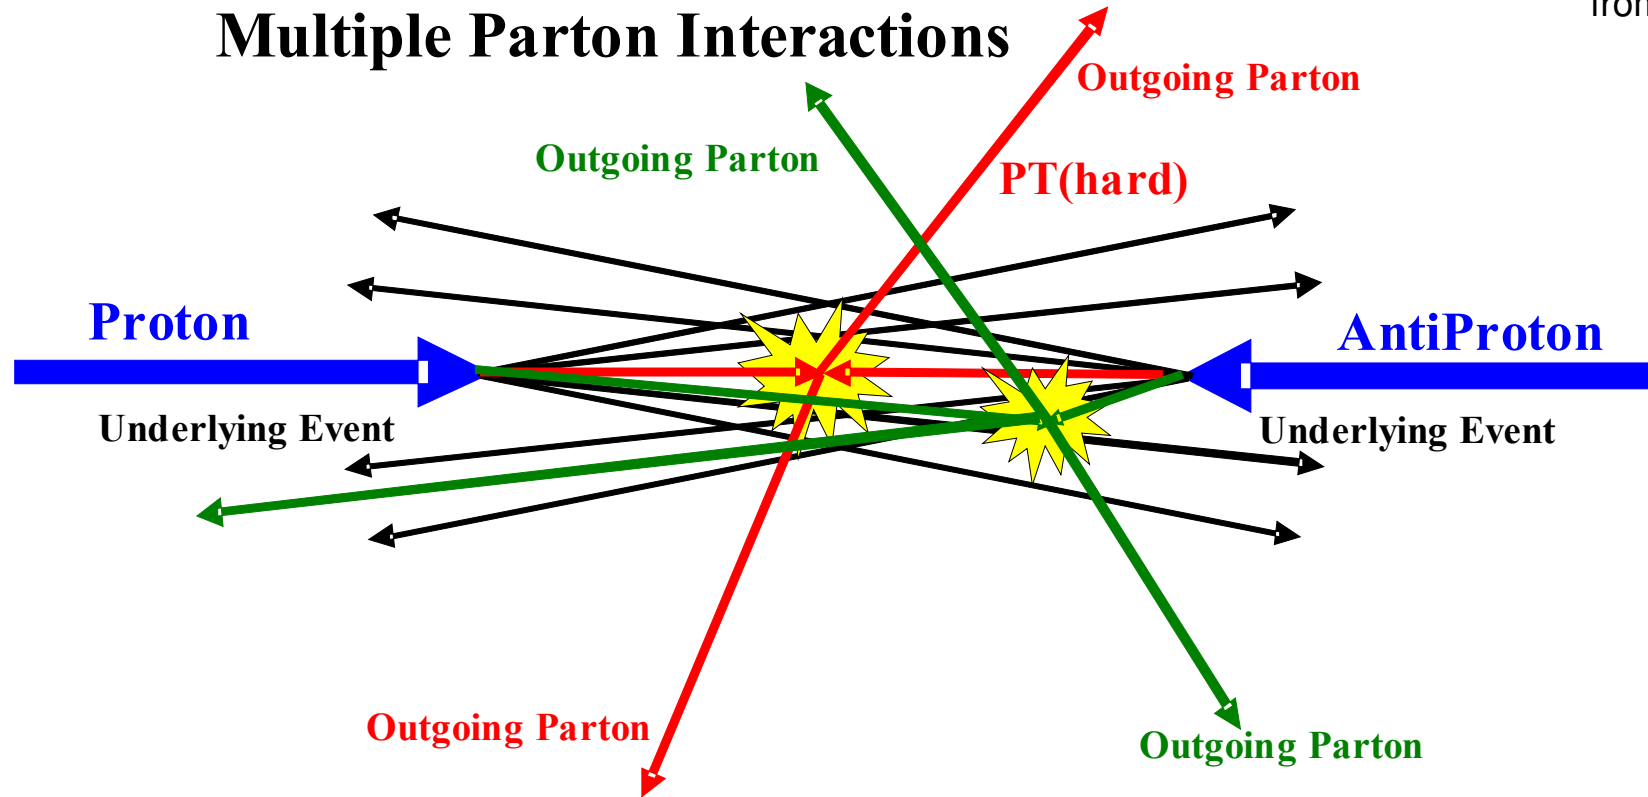 from
Multiple Parton Interactions
Outgoing Parton
Outgoing Parton
PT(hard)
Proton
AntiProton
Underlying Event
Underlying Event
Outgoing Parton
Outgoing Parton